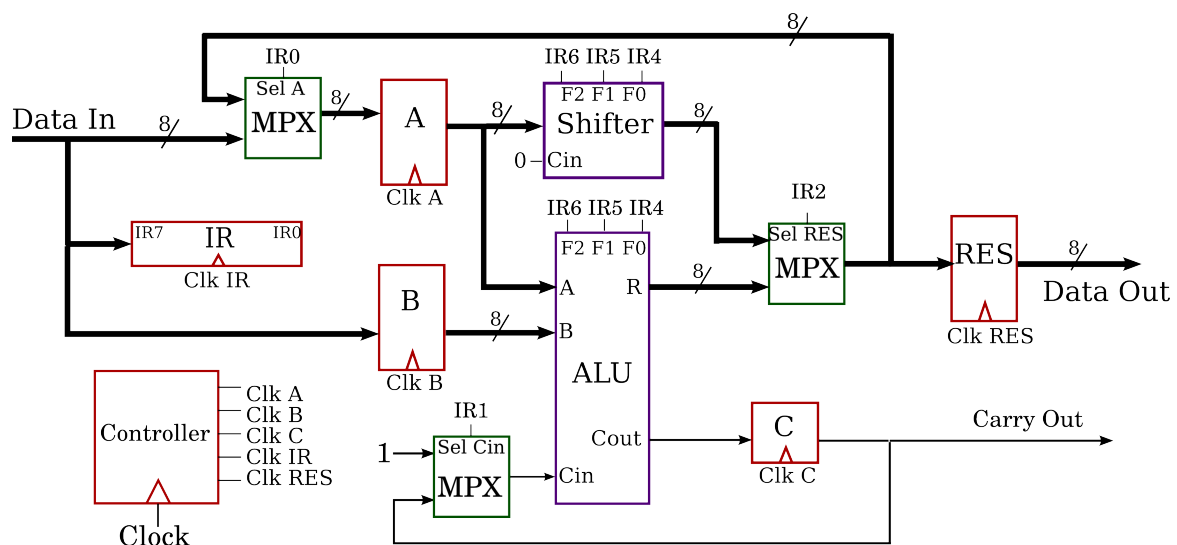 8/
IR0
IR6 IR5 IR4
Sel A
MPX
8/
A
Clk A
8/
F2 F1 F0
Shifter
0 Cin
8/
Data In
8/
IR2
Sel RES
MPX
IR7 IR IR0
Clk IR
IR6 IR5 IR4
F2 F1 F0
A R
B
ALU
Cout
Cin
8/
RES
Clk RES
8/
Data Out
B
Clk B
8/
Controller
Clk A
Clk B
Clk C
Clk IR
Clk RES
Clock
IR1
1
Sel Cin
MPX
C
Clk C
Carry Out